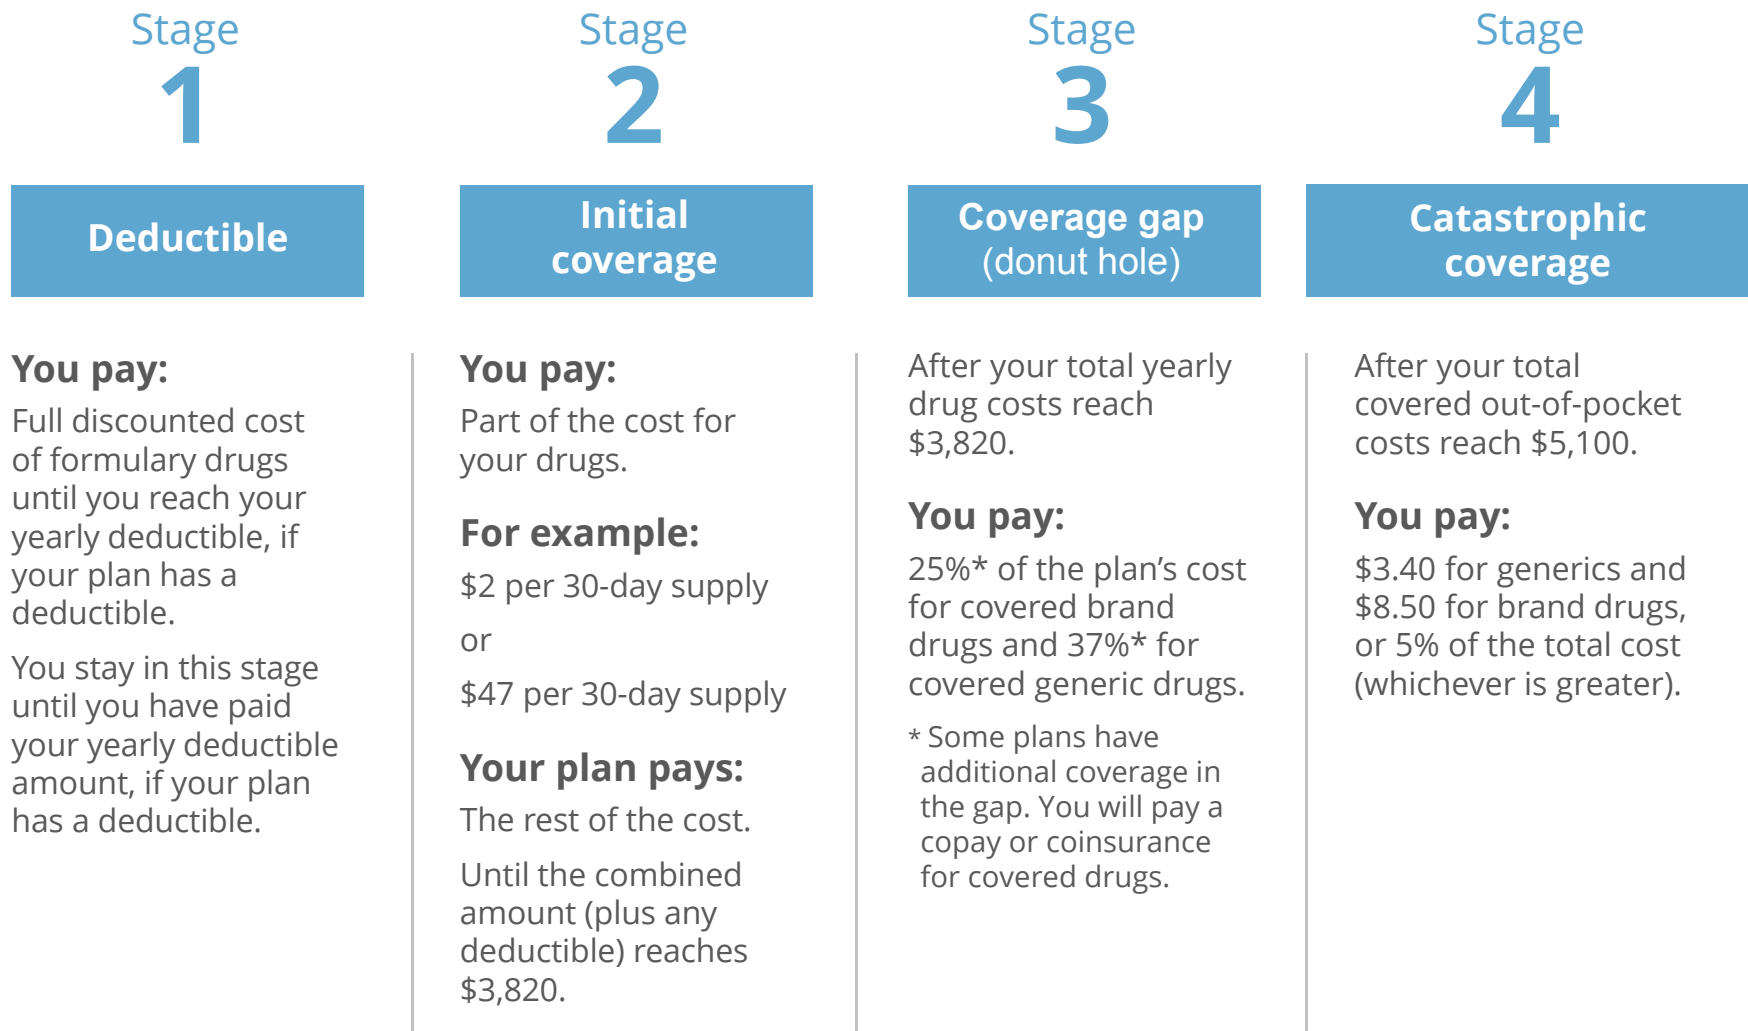 Stage
1
Deductible
You pay:
Full discounted cost
of formulary drugs
until you reach your
yearly deductible, if
your plan has a
deductible.
You stay in this stage
until you have paid
your yearly deductible
amount, if your plan
has a deductible.
Stage
2
Initial
coverage
You pay:
Part of the cost for
your drugs.
For example:
$2 per 30-day supply
or
$47 per 30-day supply
Your plan pays:
The rest of the cost.
Until the combined
amount (plus any
deductible) reaches
$3,820.
Stage
3
Coverage gap
(donut hole)
After your total yearly
drug costs reach
$3,820.
You pay:
25%* of the plan’s cost
for covered brand
drugs and 37%* for
covered generic drugs.
* Some plans have
additional coverage in
the gap. You will pay a
copay or coinsurance
for covered drugs.
Stage
4
Catastrophic
coverage
After your total
covered out-of-pocket
costs reach $5,100.
You pay:
$3.40 for generics and
$8.50 for brand drugs,
or 5% of the total cost
(whichever is greater).